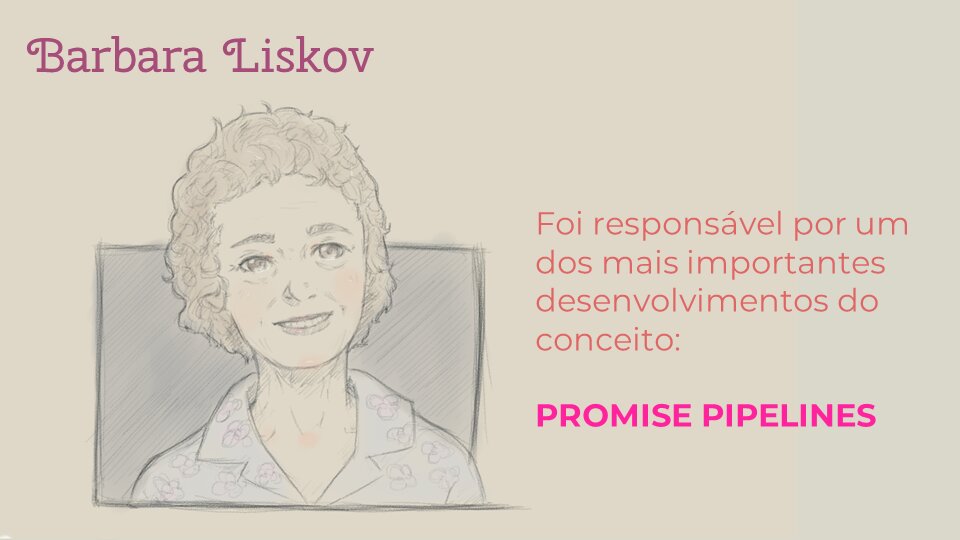 Barbara Liskov
Foi responsável por um
dos mais importantes
desenvolvimentos do
conceito:
PROMISE PIPELINES